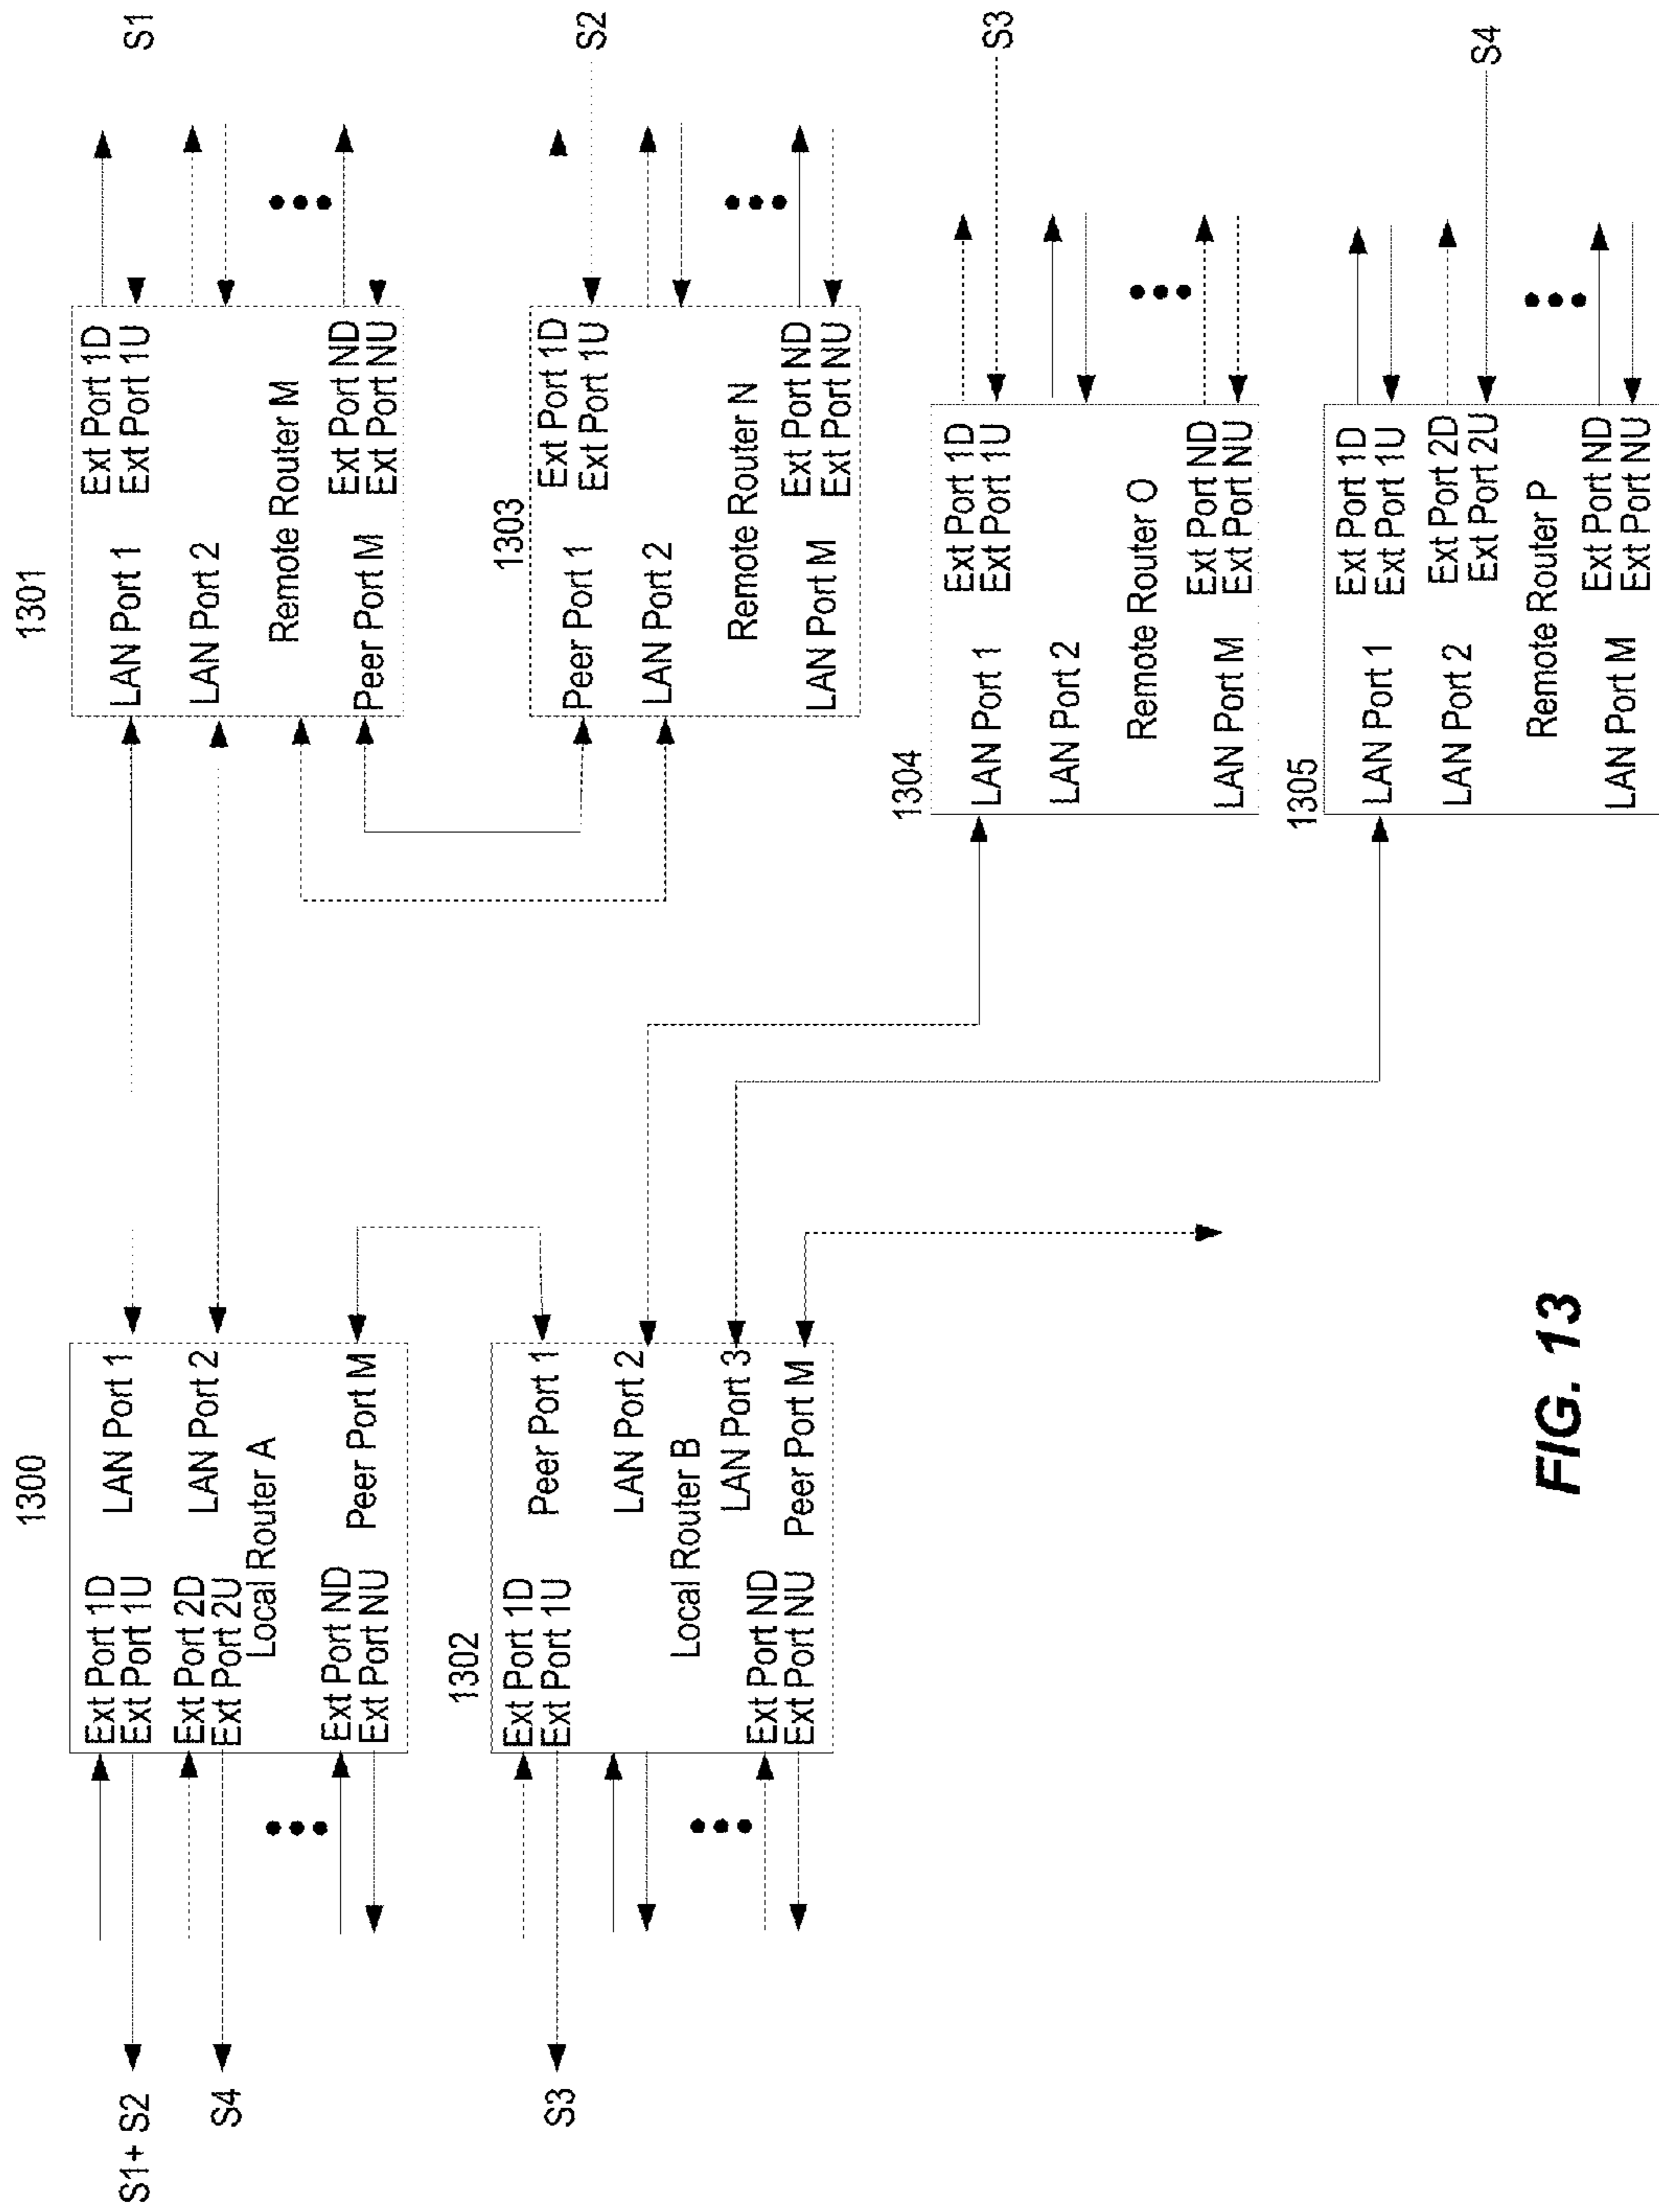 1300
Ext Port 1D
Ext Port 1U
LAN Port 1
Ext Port 2D
Ext Port 2U
LAN Port 2
Local Router A
Ext Port ND
Ext Port NU
Peer Port M
S1+ S2
S4
1302
Ext Port 1D
Ext Port 1U
Peer Port 1
LAN Port 2
Local Router B
LAN Port 3
Ext Port ND
Ext Port NU
Peer Port M
S3
1301
LAN Port 1
Ext Port 1D
Ext Port 1U
LAN Port 2
Remote Router M
Peer Port M
Ext Port ND
Ext Port NU
S1
1303
Peer Port 1
Ext Port 1D
Ext Port 1U
LAN Port 2
Remote Router N
LAN Port M
Ext Port ND
Ext Port NU
S2
1304
LAN Port 1
Ext Port 1D
Ext Port 1U
LAN Port 2
Remote Router O
LAN Port M
Ext Port ND
Ext Port NU
S3
1305
LAN Port 1
Ext Port 1D
Ext Port 1U
LAN Port 2
Ext Port 2D
Ext Port 2U
Remote Router P
LAN Port M
Ext Port ND
Ext Port NU
S4
FIG. 13